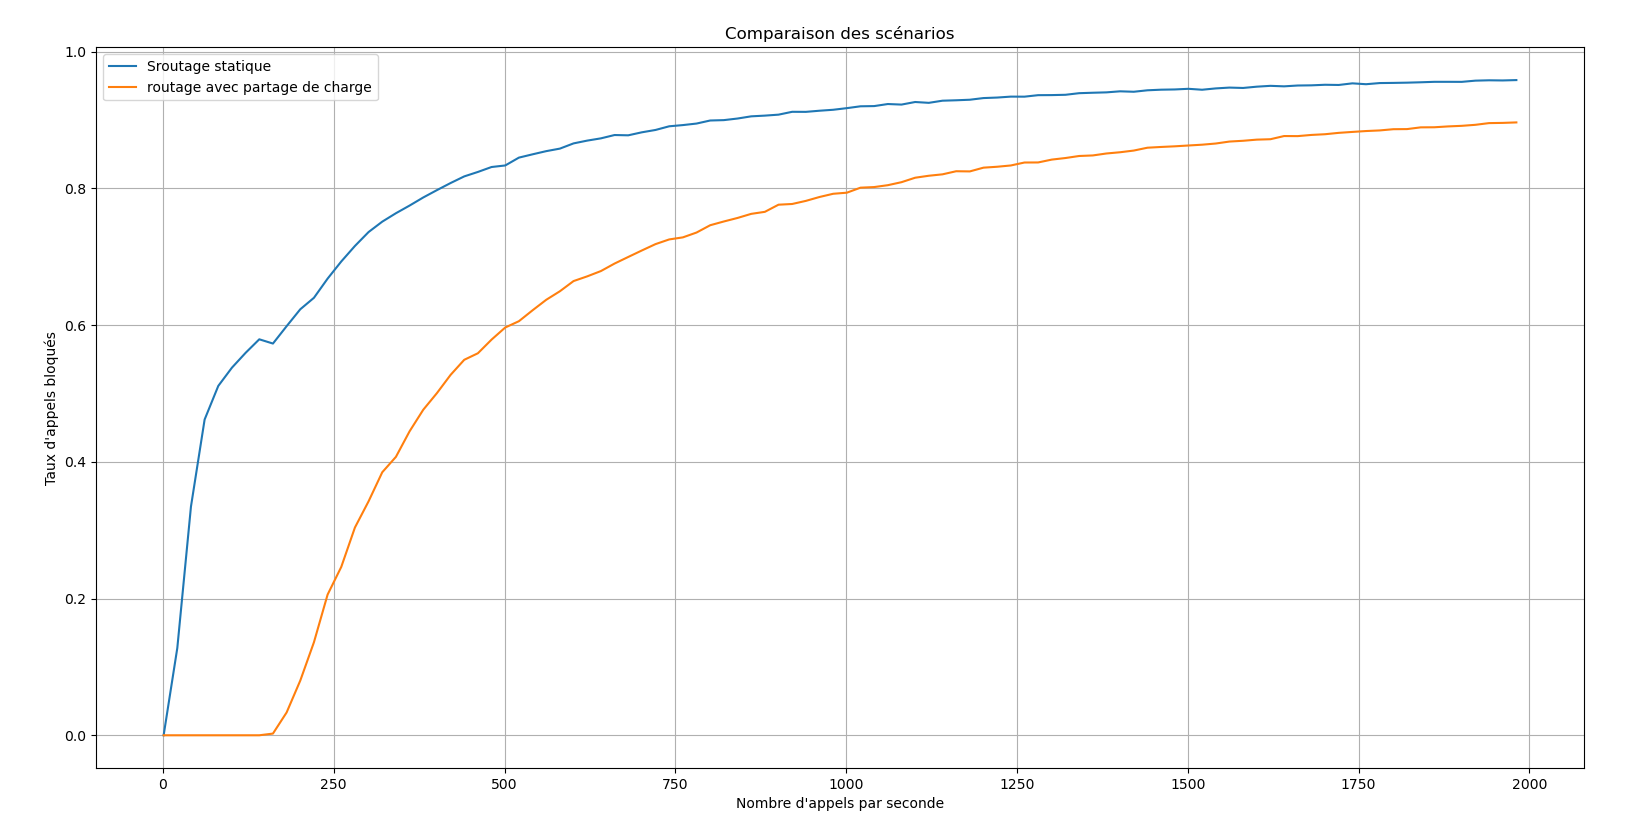 Comparaison des scénarios
Sroutage statique
routage avec partage de charge
Taux d'appels bloqués
1.0
0.8
0.6
0.4
0.2
0.0
0 250 500 750 1000 1250 1500 1750 2000
Nombre d'appels par seconde